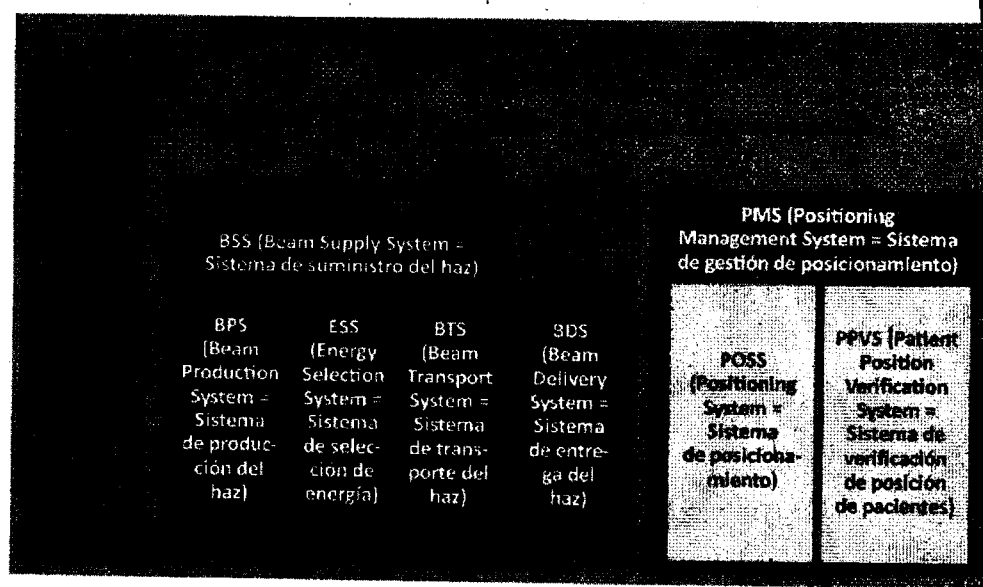 BSS (Beam Supply System =
Sistema de suministro del haz)
PMS (Positioning
Management System = Sistema
de gestión de posicionamiento)
BPS
(Beam
Production
System =
Sistema
de produc-
ción del
haz)
ESS
(Energy
Selection
System =
Sistema
de selec-
ción de
energía)
BTS
(Beam
Transport
System =
Sistema
de trans-
porte del
haz)
BDS
(Beam
Delivery
System =
Sistema
de entre-
ga del
haz)
POSS
(Positioning
System =
Sistema
de posiciona-
miento)
PPVS (Patient
Position
Verification
System =
Sistema de
verificación
de posición
de pacientes)